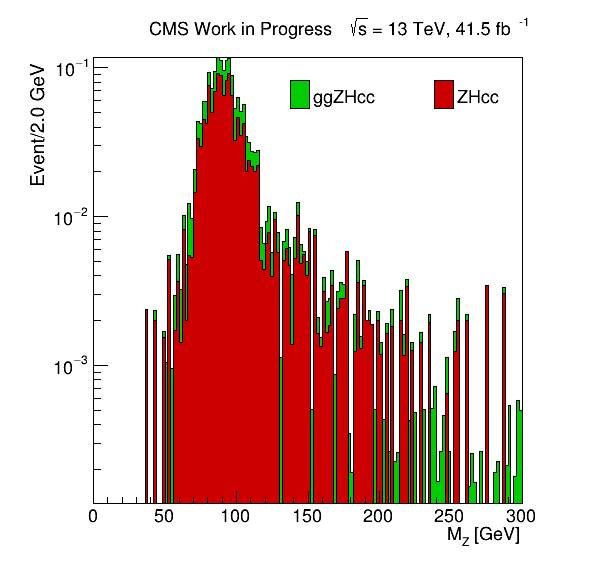 CMS Work in Progress √s = 13 TeV, 41.5 fb⁻¹
Event/2.0 GeV
10⁻¹
10⁻²
10⁻³
ggZHcc
ZHcc
0 50 100 150 200 250 300
M_Z [GeV]